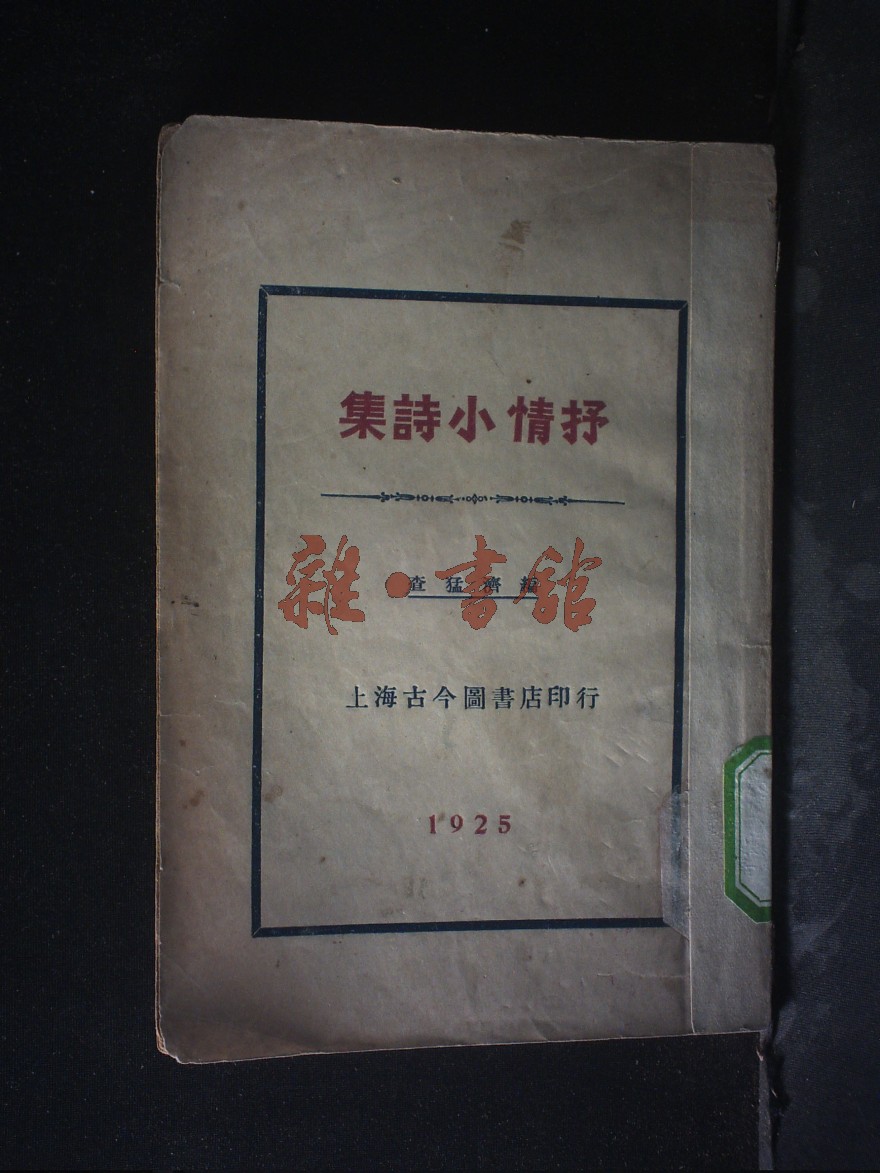 抒情小詩集
查猛濟編
雜·書館
上海古今圖書店印行
1925